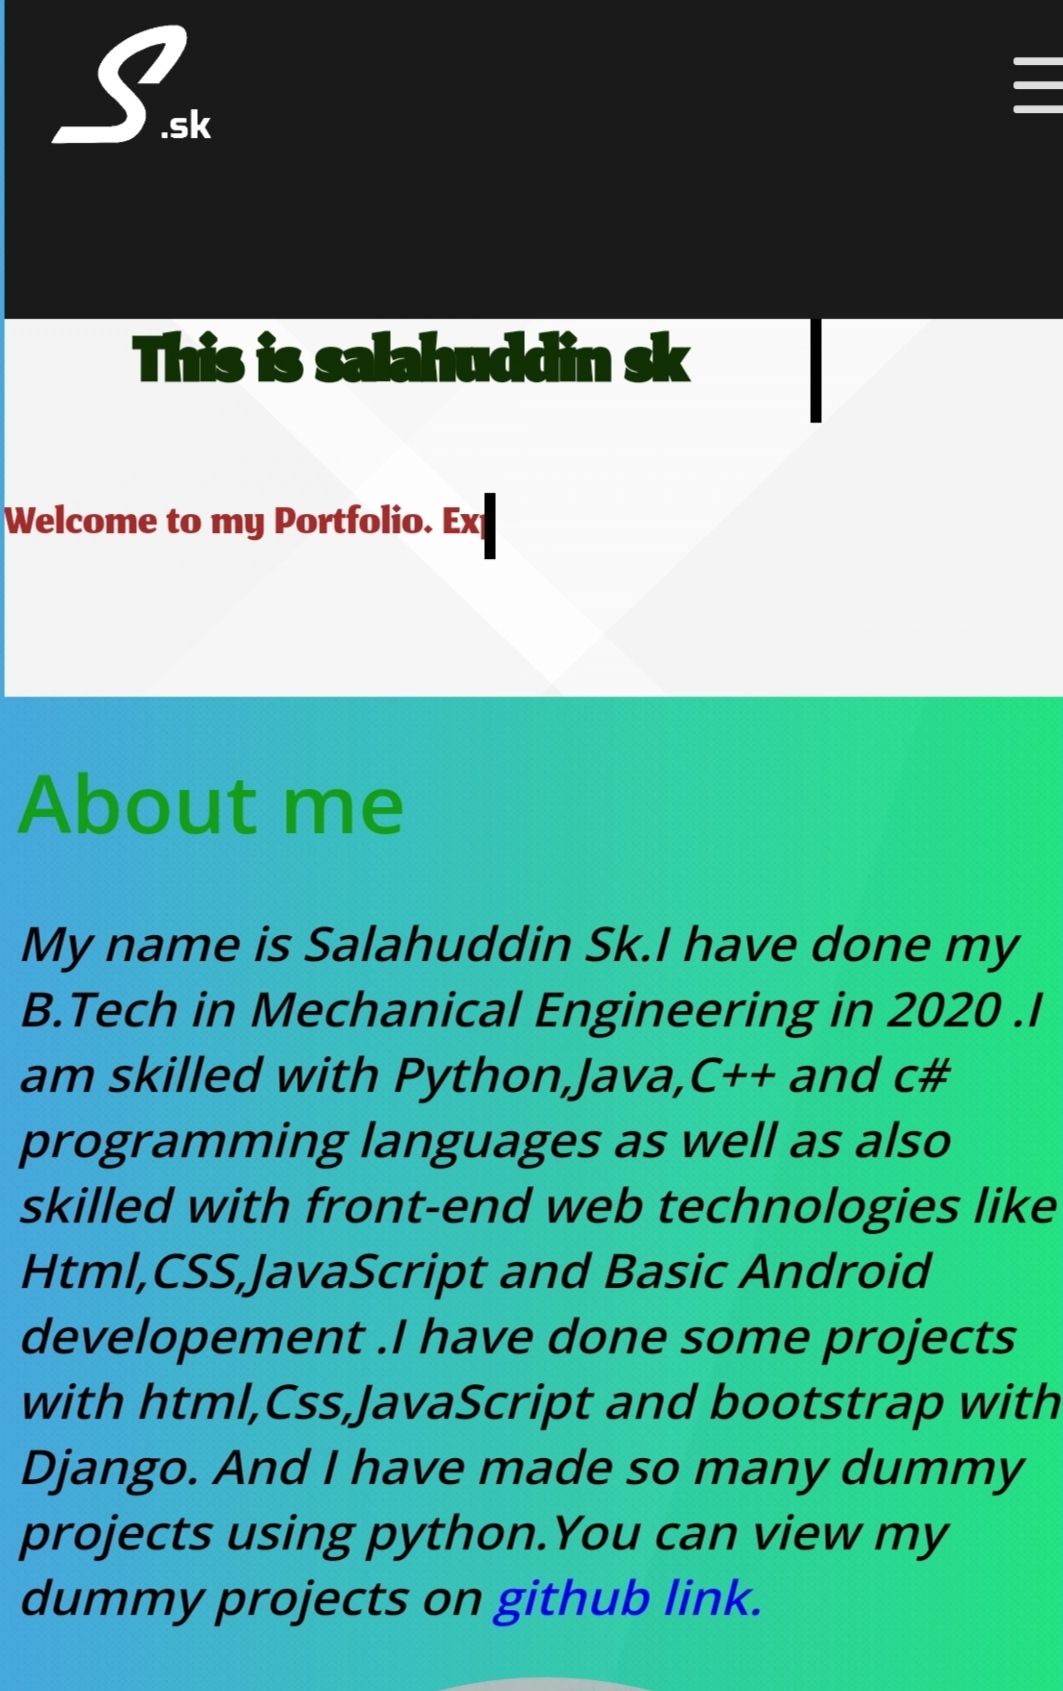 S.sk
This is salahuddin sk
Welcome to my Portfolio. Ex
About me
My name is Salahuddin Sk.I have done my
B.Tech in Mechanical Engineering in 2020 .I
am skilled with Python,Java,C++ and c#
programming languages as well as also
skilled with front-end web technologies like
Html,CSS,JavaScript and Basic Android
developement .I have done some projects
with html,Css,JavaScript and bootstrap with
Django. And I have made so many dummy
projects using python.You can view my
dummy projects on github link.